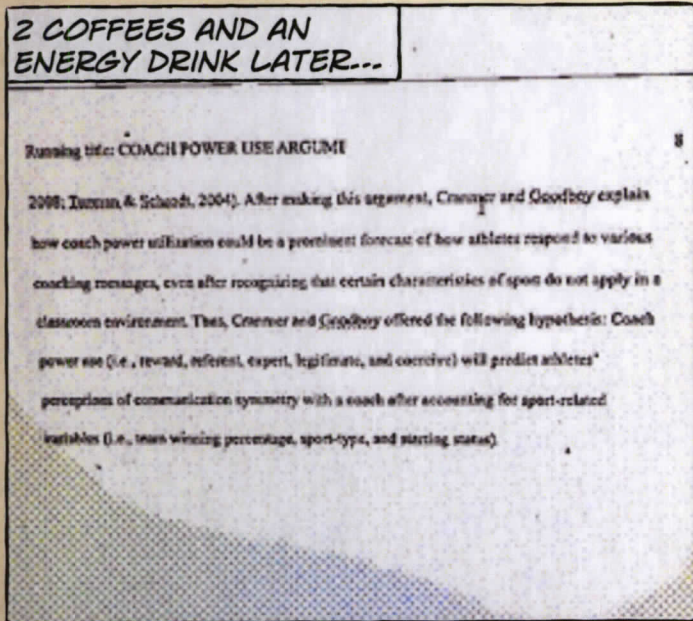 2 COFFEES AND AN
ENERGY DRINK LATER...
Running title: COACH POWER USE ARGUME
8
2008; & Schrodt, 2004). After making this argument, Cranmer and Goodboy explain
how coach power utilization could be a prominent forecast of how athletes respond to various
coaching messages, even after recognizing that certain characteristics of sport do not apply in a
classroom environment. Thus, Cranmer and Goodboy offered the following hypothesis: Coach
power use (i.e., reward, referent, expert, legitimate, and coercive) will predict athletes'
perceptions of communication symmetry with a coach after accounting for sport-related
variables (i.e., team winning percentage, sport-type, and starting status)